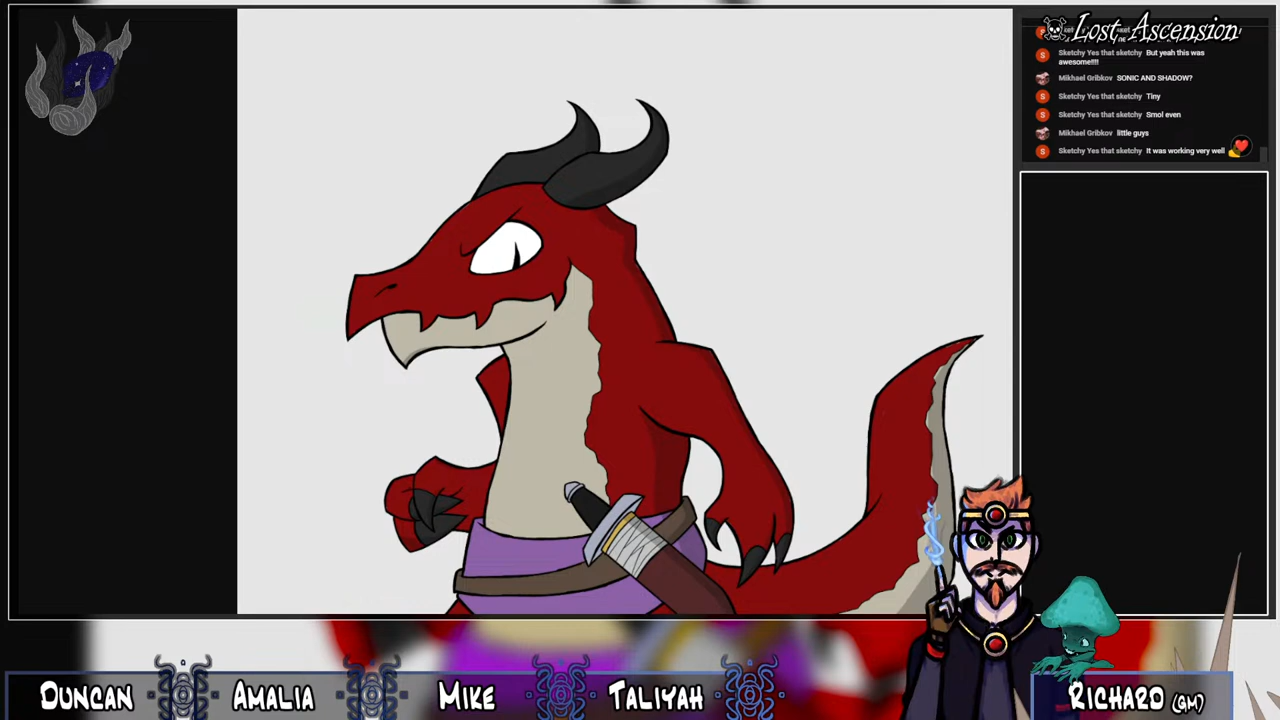 Lost Ascension
Sketchy Yes that sketchy But yeah this was
awesome!!!!
Mikhael Gribkov SONIC AND SHADOW?
Sketchy Yes that sketchy Tiny
Sketchy Yes that sketchy Smol even
Mikhael Gribkov little guys
Sketchy Yes that sketchy It was working very well
Duncan Amalia Mike Taliyah Richard (GM)